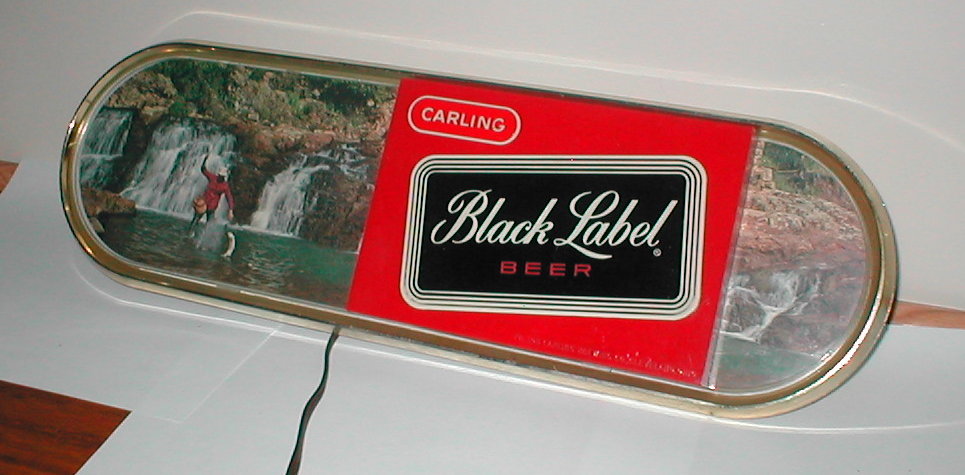 CARLING
Black Label
®
BEER